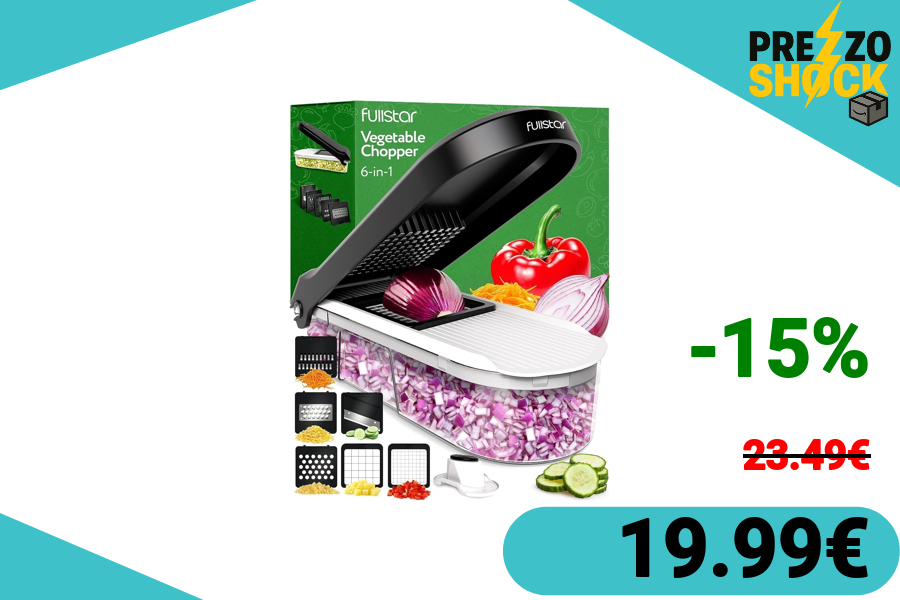 PREZZO
SHOCK
fullstar
Vegetable
Chopper
6-in-1
fullstar
-15%
23.49€
19.99€